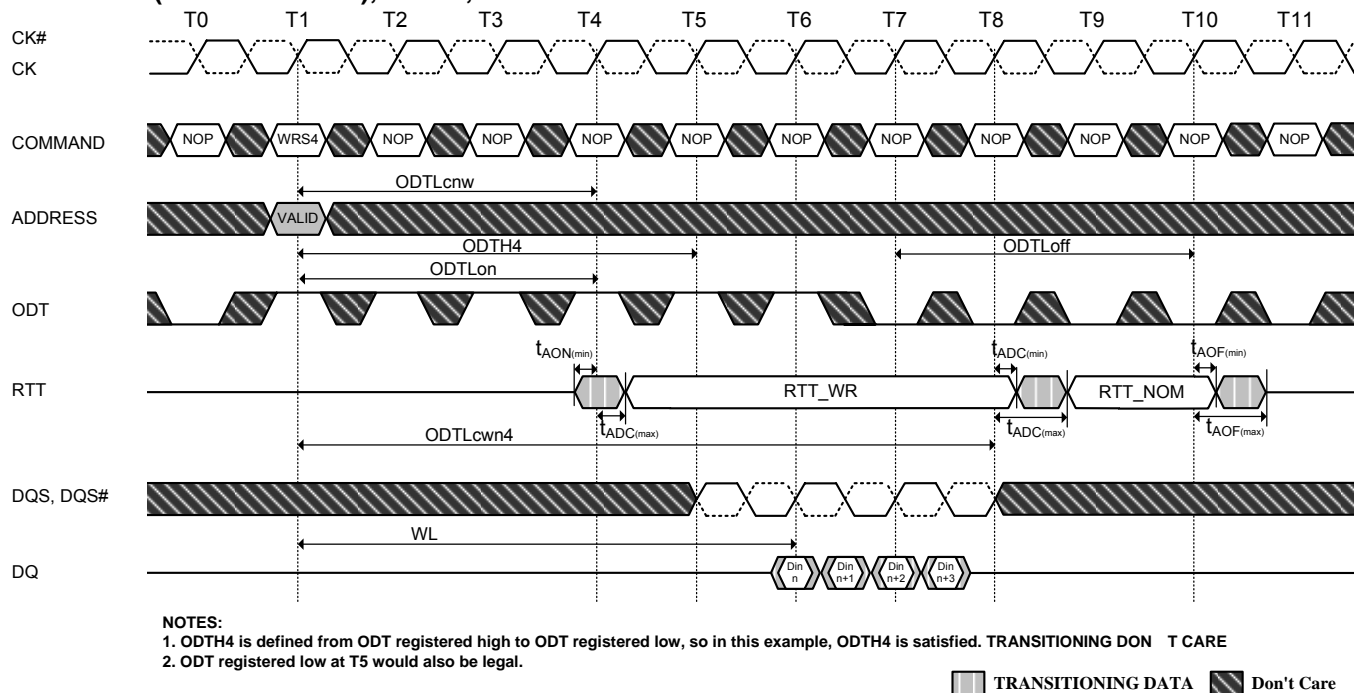 T0 T1 T2 T3 T4 T5 T6 T7 T8 T9 T10 T11
CK#
CK
COMMAND NOP WRS4 NOP NOP NOP NOP NOP NOP NOP NOP NOP NOP
ODTLcnw
ADDRESS VALID
ODTH4 ODTLoff
ODTLon
ODT
tAON(min) tADC(min) tAOF(min)
RTT RTT_WR RTT_NOM
tADC(max) tADC(max) tAOF(max)
ODTLcwn4
DQS, DQS#
WL
DQ Din n Din n+1 Din n+2 Din n+3
NOTES:
1. ODTH4 is defined from ODT registered high to ODT registered low, so in this example, ODTH4 is satisfied. TRANSITIONING DON T CARE
2. ODT registered low at T5 would also be legal.
TRANSITIONING DATA Don't Care